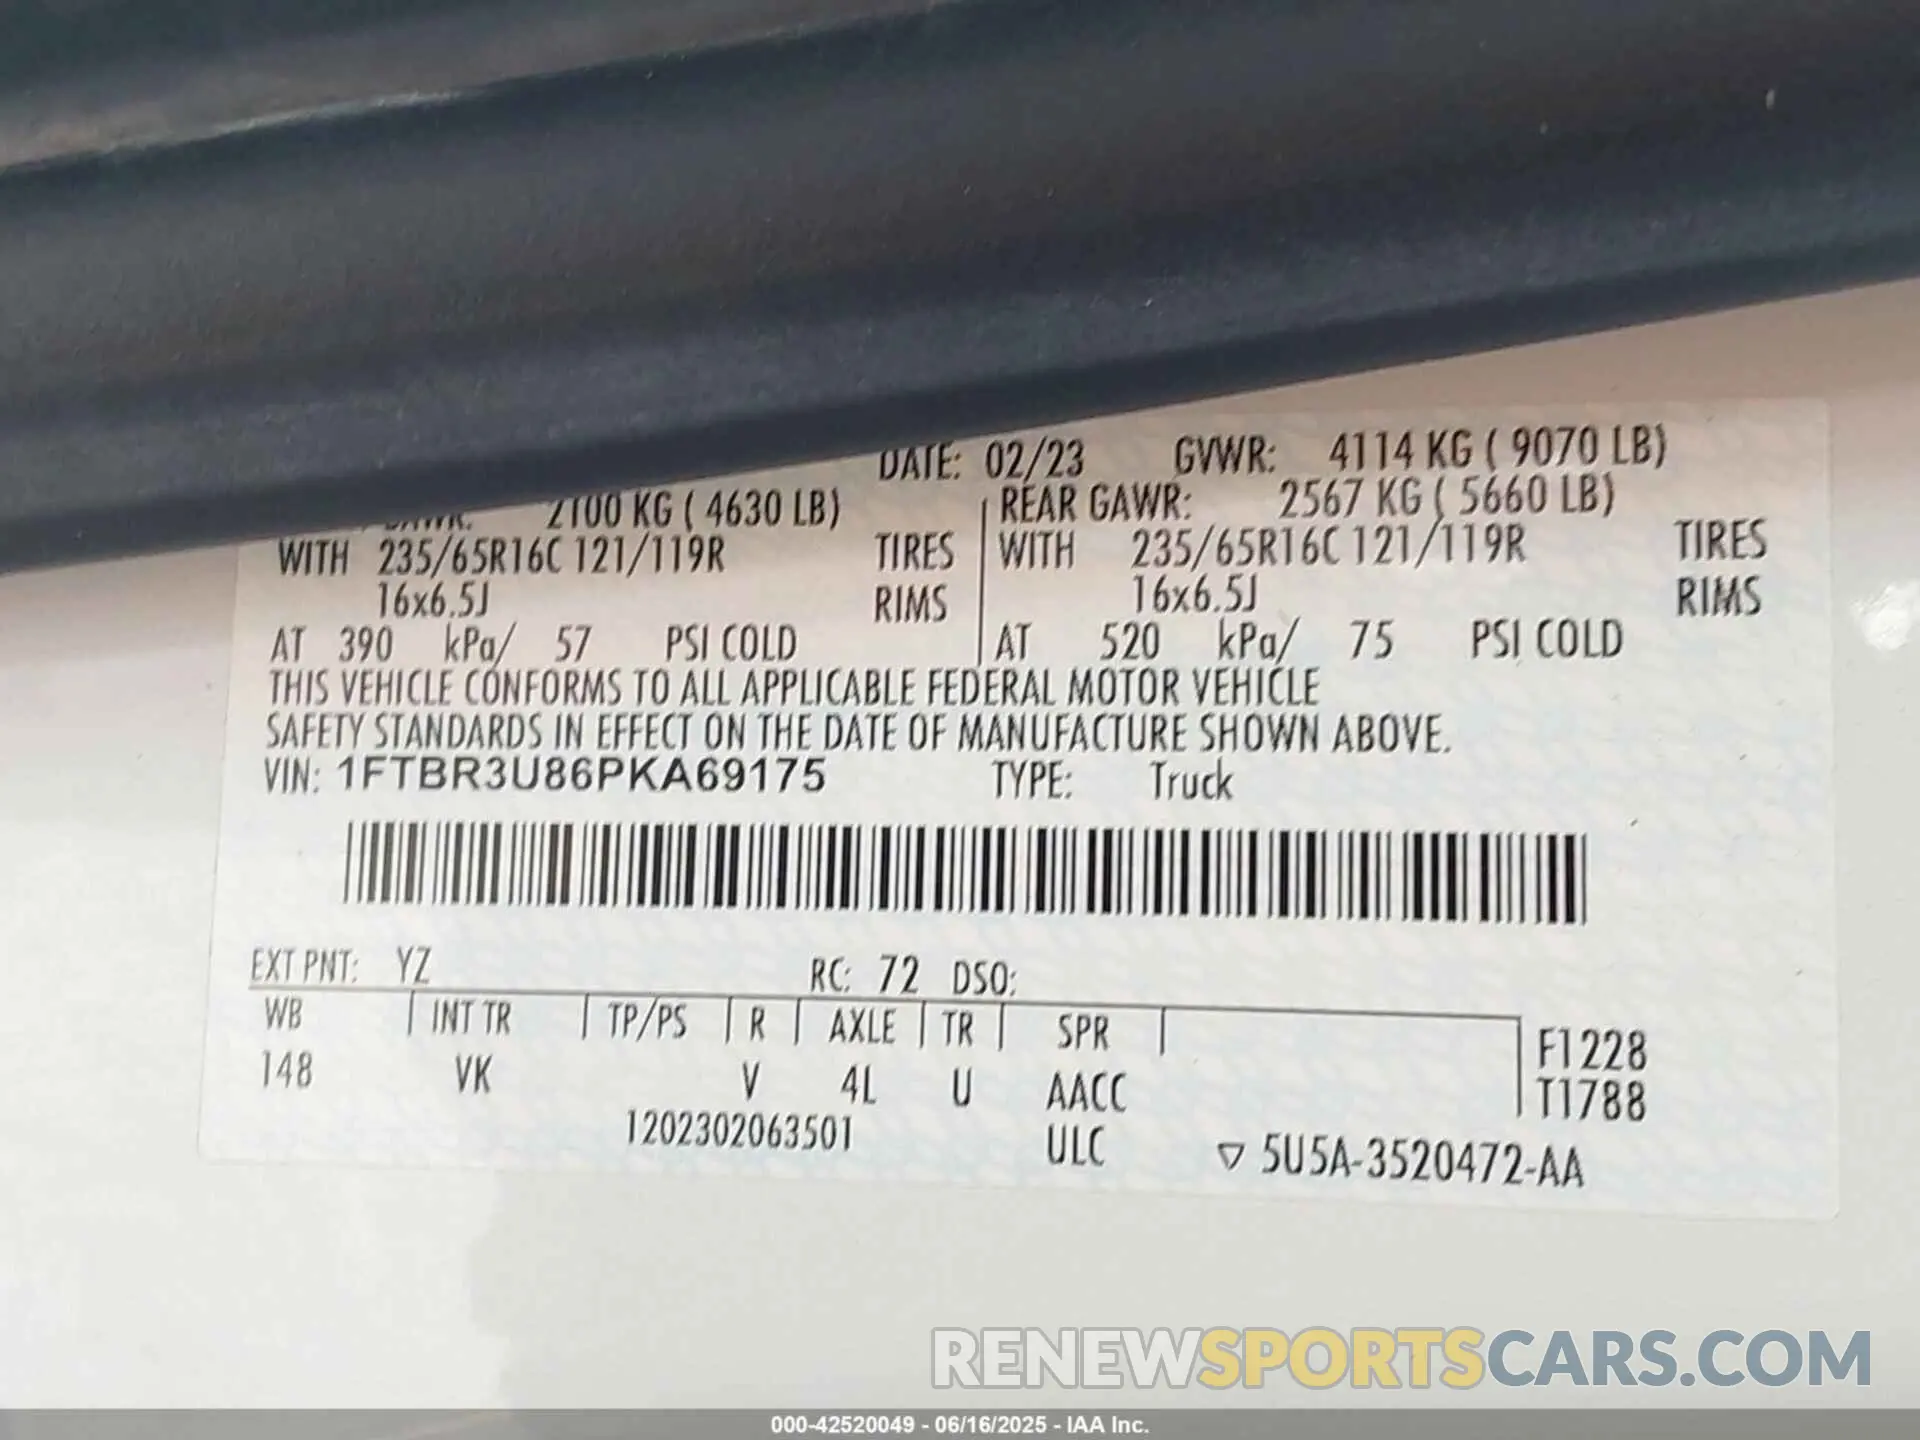 DATE: 02/23 GVWR: 4114 KG ( 9070 LB)
GAWR: 2100 KG ( 4630 LB) REAR GAWR: 2567 KG ( 5660 LB)
WITH 235/65R16C 121/119R TIRES WITH 235/65R16C 121/119R TIRES
16x6.5J RIMS 16x6.5J RIMS
AT 390 kPa/ 57 PSI COLD AT 520 kPa/ 75 PSI COLD
THIS VEHICLE CONFORMS TO ALL APPLICABLE FEDERAL MOTOR VEHICLE
SAFETY STANDARDS IN EFFECT ON THE DATE OF MANUFACTURE SHOWN ABOVE.
VIN: 1FTBR3U86PKA69175 TYPE: Truck
EXT PNT: YZ RC: 72 DSO:
WB INT TR TP/PS R AXLE TR SPR
F1228
148 VK V 4L U AACC
T1788
1202302063501 ULC ▽ 5U5A-3520472-AA
RENEWSPORTSCARS.COM
000-42520049 - 06/16/2025 - IAA Inc.